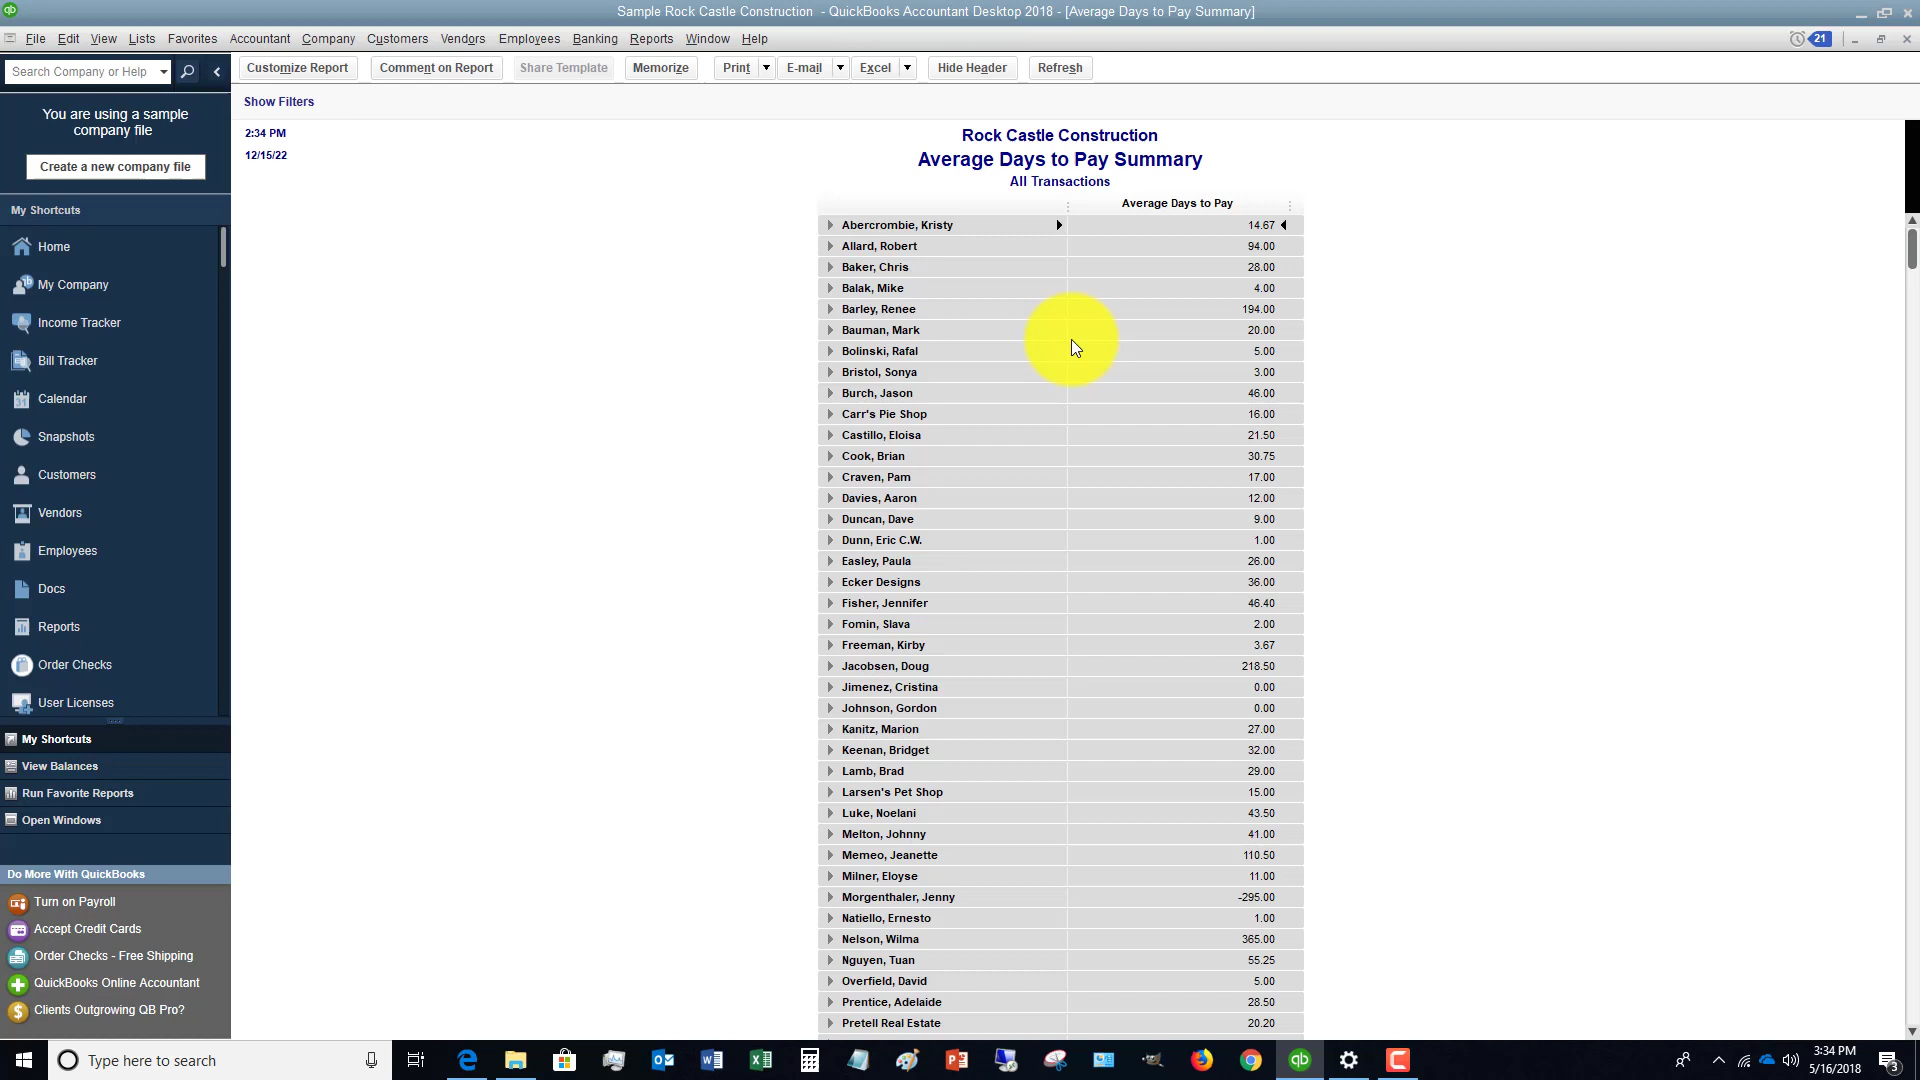 Sample Rock Castle Construction - QuickBooks Accountant Desktop 2018 - [Average Days to Pay Summary]
File Edit View Lists Favorites Accountant Company Customers Vendors Employees Banking Reports Window Help
21
Search Company or Help
Customize Report Comment on Report Share Template Memorize Print E-mail Excel Hide Header Refresh
Show Filters
You are using a sample
company file
Create a new company file
My Shortcuts
Home
My Company
Income Tracker
Bill Tracker
Calendar
Snapshots
Customers
Vendors
Employees
Docs
Reports
Order Checks
User Licenses
My Shortcuts
View Balances
Run Favorite Reports
Open Windows
Do More With QuickBooks
Turn on Payroll
Accept Credit Cards
Order Checks - Free Shipping
QuickBooks Online Accountant
Clients Outgrowing QB Pro?
2:34 PM
12/15/22
Rock Castle Construction
Average Days to Pay Summary
All Transactions
Average Days to Pay
Abercrombie, Kristy 14.67
Allard, Robert 94.00
Baker, Chris 28.00
Balak, Mike 4.00
Barley, Renee 194.00
Bauman, Mark 20.00
Bolinski, Rafal 5.00
Bristol, Sonya 3.00
Burch, Jason 46.00
Carr's Pie Shop 16.00
Castillo, Eloisa 21.50
Cook, Brian 30.75
Craven, Pam 17.00
Davies, Aaron 12.00
Duncan, Dave 9.00
Dunn, Eric C.W. 1.00
Easley, Paula 26.00
Ecker Designs 36.00
Fisher, Jennifer 46.40
Fomin, Slava 2.00
Freeman, Kirby 3.67
Jacobsen, Doug 218.50
Jimenez, Cristina 0.00
Johnson, Gordon 0.00
Kanitz, Marion 27.00
Keenan, Bridget 32.00
Lamb, Brad 29.00
Larsen's Pet Shop 15.00
Luke, Noelani 43.50
Melton, Johnny 41.00
Memeo, Jeanette 110.50
Milner, Eloyse 11.00
Morgenthaler, Jenny -295.00
Natiello, Ernesto 1.00
Nelson, Wilma 365.00
Nguyen, Tuan 55.25
Overfield, David 5.00
Prentice, Adelaide 28.50
Pretell Real Estate 20.20
Type here to search
3:34 PM
5/16/2018
3